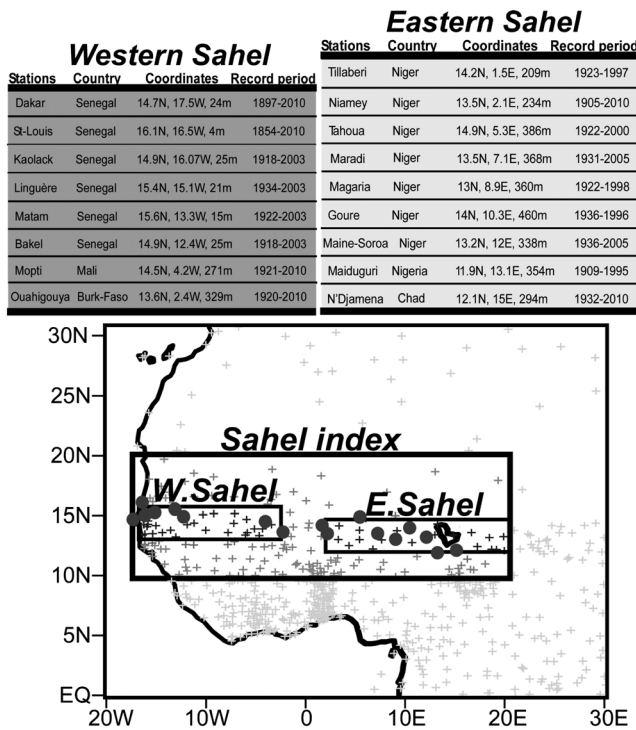 Western Sahel
Stations Country Coordinates Record period
Dakar Senegal 14.7N, 17.5W, 24m 1897-2010
St-Louis Senegal 16.1N, 16.5W, 4m 1854-2010
Kaolack Senegal 14.9N, 16.07W, 25m 1918-2003
Linguère Senegal 15.4N, 15.1W, 21m 1934-2003
Matam Senegal 15.6N, 13.3W, 15m 1922-2003
Bakel Senegal 14.9N, 12.4W, 25m 1918-2003
Mopti Mali 14.5N, 4.2W, 271m 1921-2010
Ouahigouya Burk-Faso 13.6N, 2.4W, 329m 1920-2010
Eastern Sahel
Stations Country Coordinates Record period
Tillaberi Niger 14.2N, 1.5E, 209m 1923-1997
Niamey Niger 13.5N, 2.1E, 234m 1905-2010
Tahoua Niger 14.9N, 5.3E, 386m 1922-2000
Maradi Niger 13.5N, 7.1E, 368m 1931-2005
Magaria Niger 13N, 8.9E, 360m 1922-1998
Goure Niger 14N, 10.3E, 460m 1936-1996
Maine-Soroa Niger 13.2N, 12E, 338m 1936-2005
Maiduguri Nigeria 11.9N, 13.1E, 354m 1909-1995
N'Djamena Chad 12.1N, 15E, 294m 1932-2010
30N
25N
20N
15N
10N
5N
EQ
Sahel index
W.Sahel
E.Sahel
20W 10W 0 10E 20E 30E